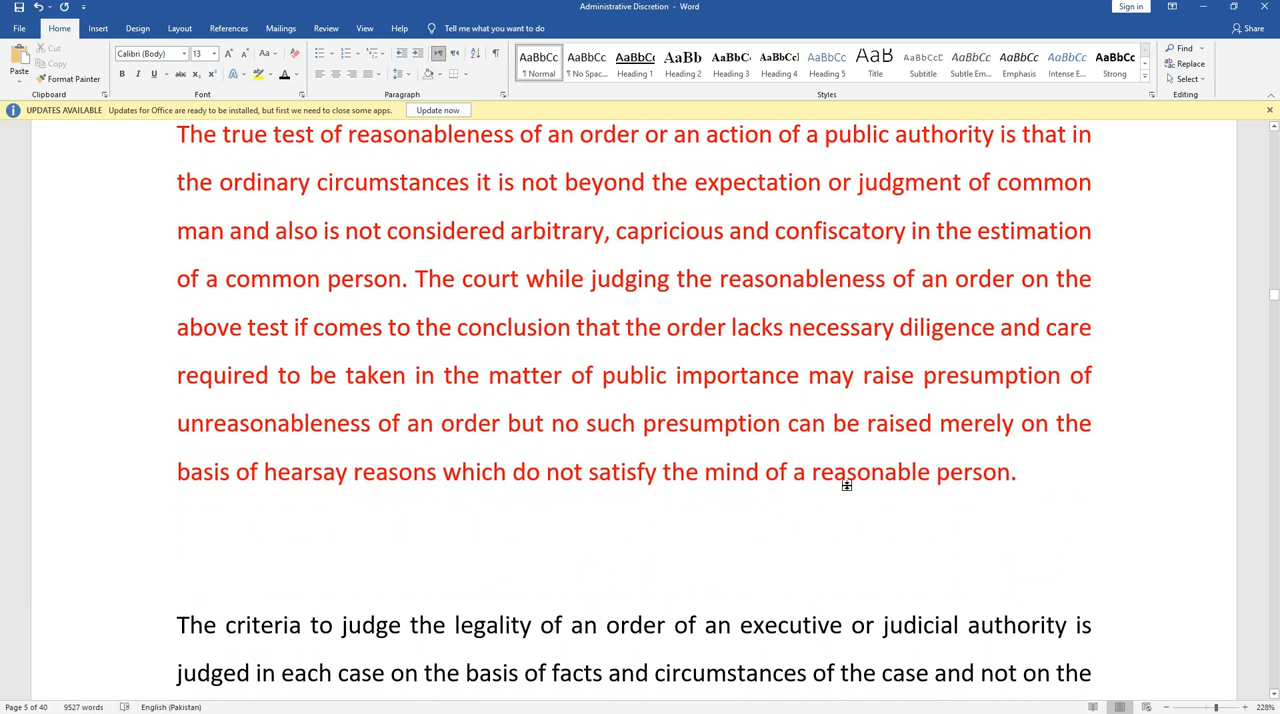 Administrative Discretion - Word
Sign in
File Home Insert Design Layout References Mailings Review View Help Tell me what you want to do Share
Paste Cut Copy Format Painter
Calibri (Body) 13
AaBbCc AaBbCc AaBbCc AaBb AaBbC AaBbCc AaBbCc AaB AaBbCcD AaBbCc AaBbCc AaBbCc AaBbCc
¶ Normal ¶ No Spac... Heading 1 Heading 2 Heading 3 Heading 4 Heading 5 Title Subtitle Subtle Em... Emphasis Intense E... Strong
Find Replace Select
Clipboard Font Paragraph Styles Editing
UPDATES AVAILABLE Updates for Office are ready to be installed, but first we need to close some apps. Update now
The true test of reasonableness of an order or an action of a public authority is that in
the ordinary circumstances it is not beyond the expectation or judgment of common
man and also is not considered arbitrary, capricious and confiscatory in the estimation
of a common person. The court while judging the reasonableness of an order on the
above test if comes to the conclusion that the order lacks necessary diligence and care
required to be taken in the matter of public importance may raise presumption of
unreasonableness of an order but no such presumption can be raised merely on the
basis of hearsay reasons which do not satisfy the mind of a reasonable person.
The criteria to judge the legality of an order of an executive or judicial authority is
judged in each case on the basis of facts and circumstances of the case and not on the
Page 5 of 40 9527 words English (Pakistan) 228%